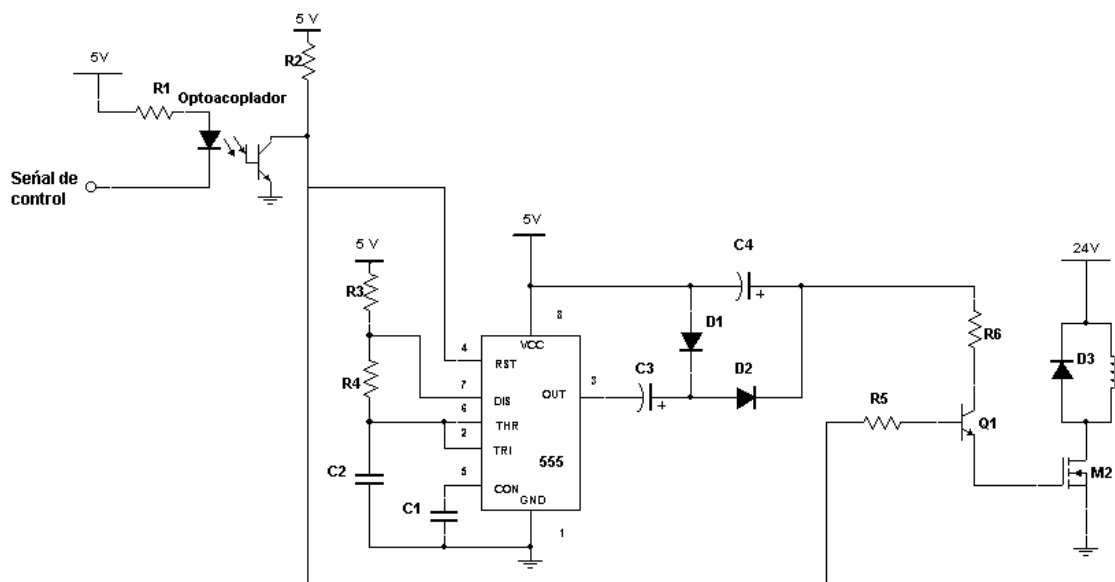 5 V
R2
5V
R1
Optoacoplador
Señal de
control
5V
C4
24V
5 V
R3
D1
R6
8
VCC
4
RST
R4
D2
D3
C3
3
7
DIS
OUT
R5
6
THR
Q1
2
TRI
555
M2
C2
5
CON
C1
GND
1
+
+